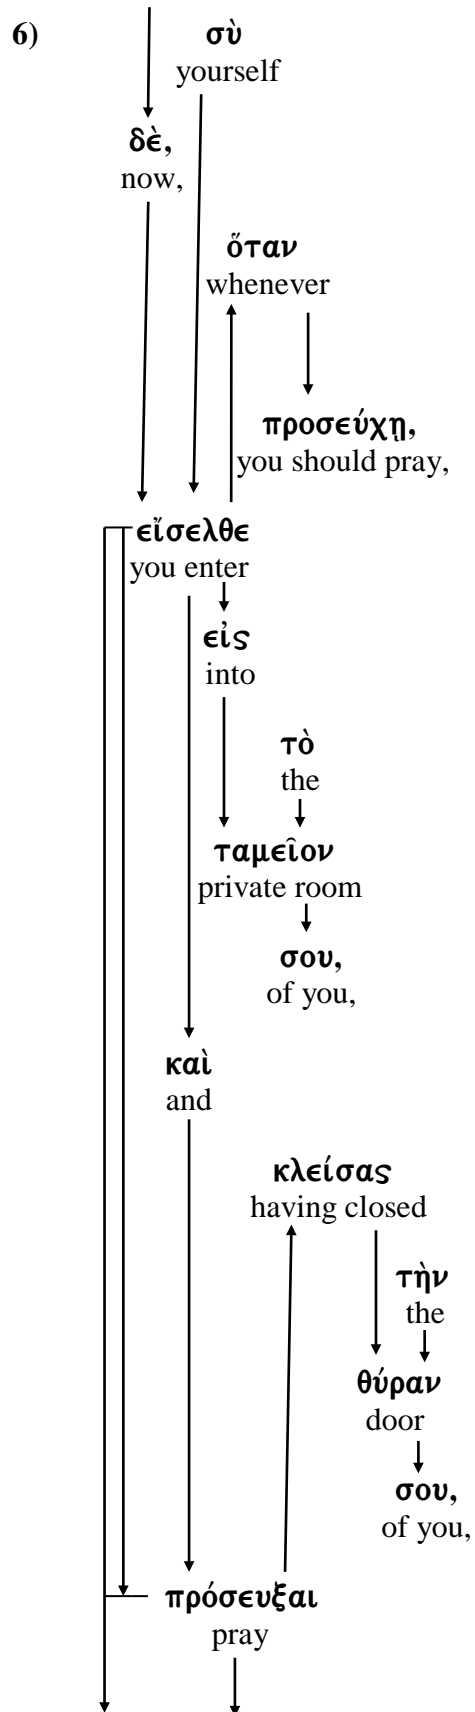 6)
σὺ
yourself
δὲ,
now,
ὅταν
whenever
προσεύχῃ,
you should pray,
εἴσελθε
you enter
εἰς
into
τὸ
the
ταμεῖον
private room
σου,
of you,
καὶ
and
κλείσας
having closed
τὴν
the
θύραν
door
σου,
of you,
πρόσευξαι
pray